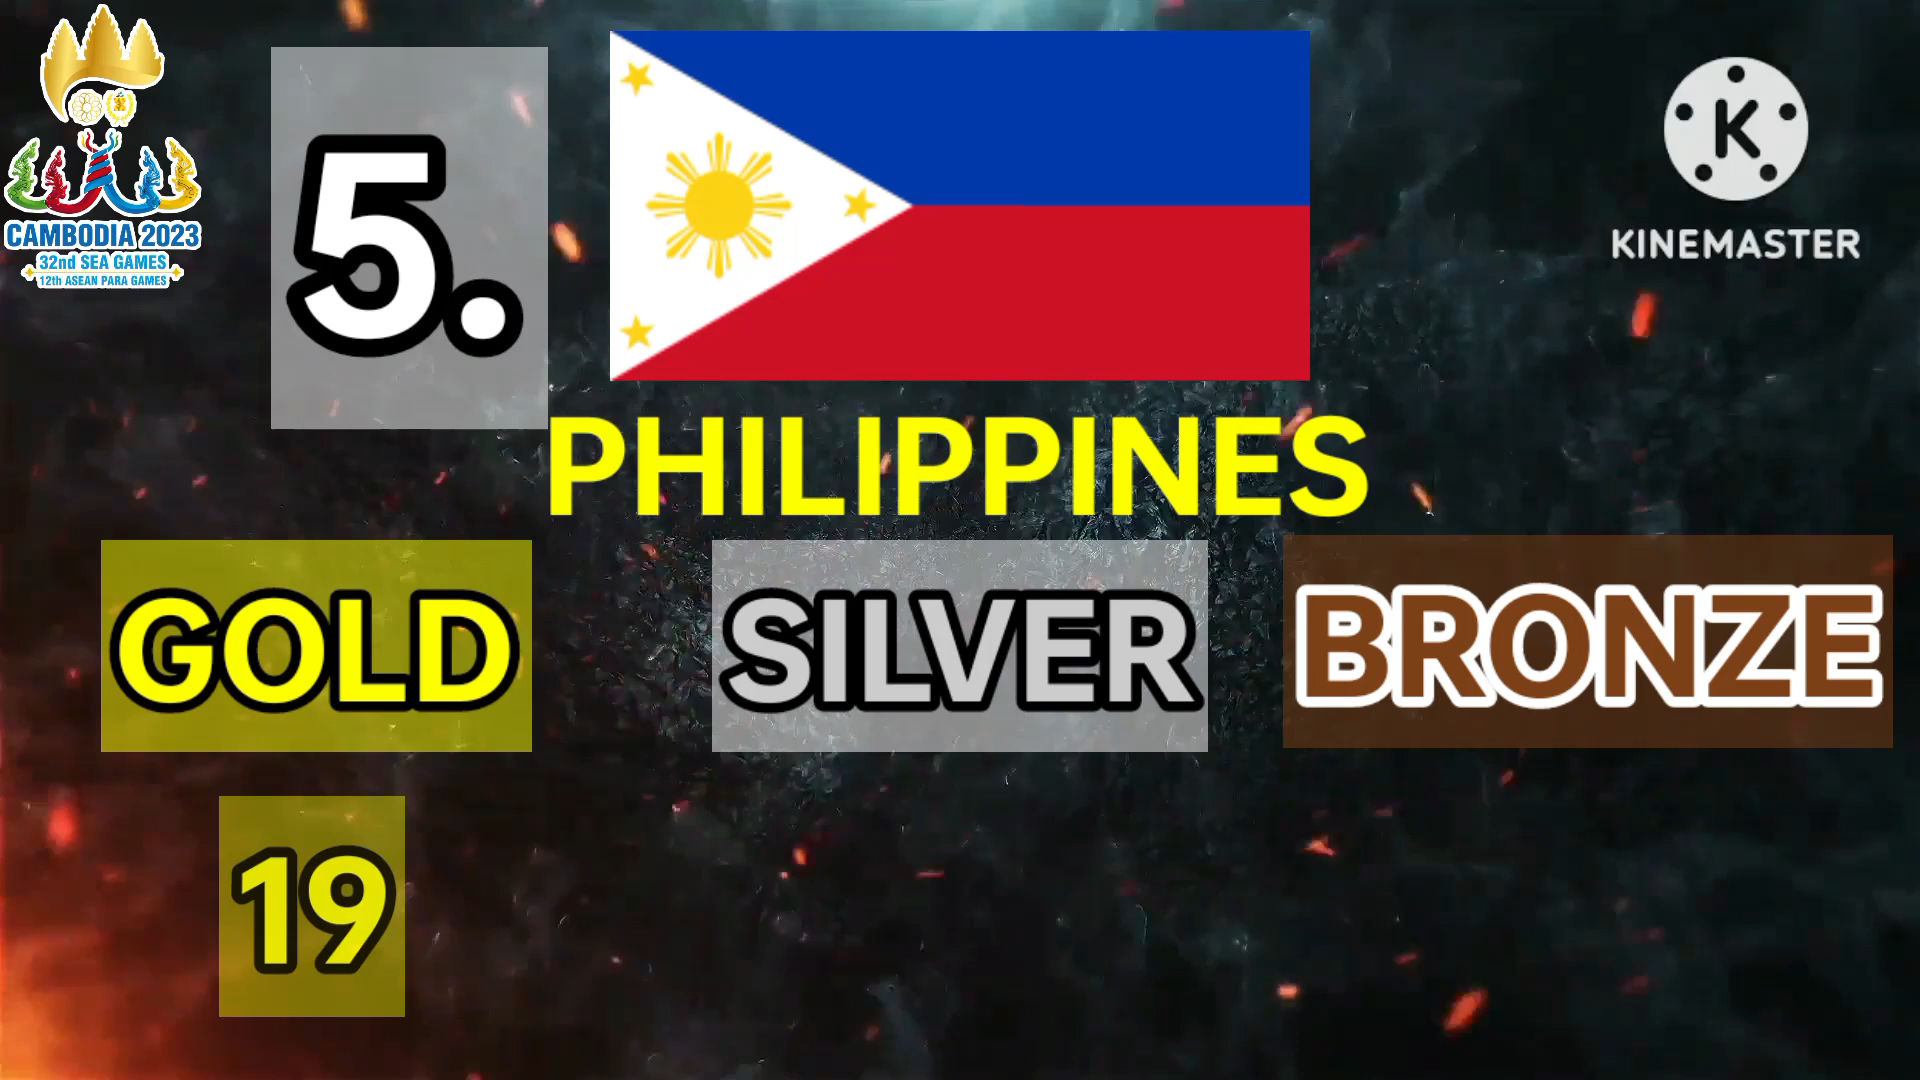 CAMBODIA 2023
32nd SEA GAMES
12th ASEAN PARA GAMES
5.
K
KINEMASTER
PHILIPPINES
GOLD
SILVER
BRONZE
19